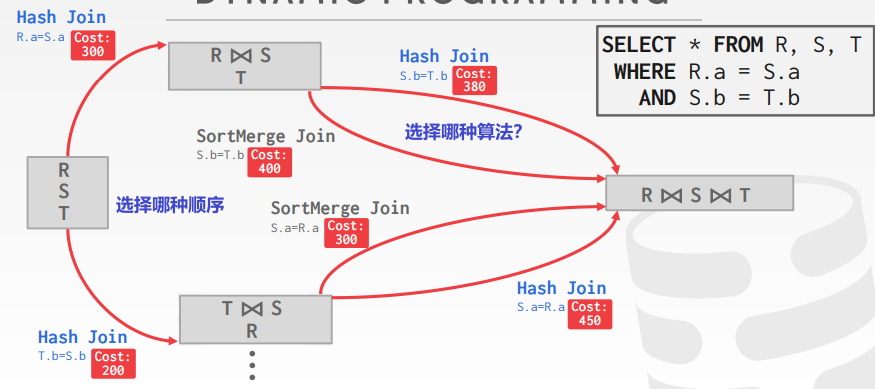 DYNAMIC PROGRAMMING
Hash Join
R.a=S.a
Cost:
300
R ⋈ S
T
Hash Join
S.b=T.b
Cost:
380
SELECT * FROM R, S, T
WHERE R.a = S.a
AND S.b = T.b
SortMerge Join
S.b=T.b
Cost:
400
选择哪种算法?
R
S
T
选择哪种顺序
R ⋈ S ⋈ T
SortMerge Join
S.a=R.a
Cost:
300
T ⋈ S
R
Hash Join
S.a=R.a
Cost:
450
Hash Join
T.b=S.b
Cost:
200